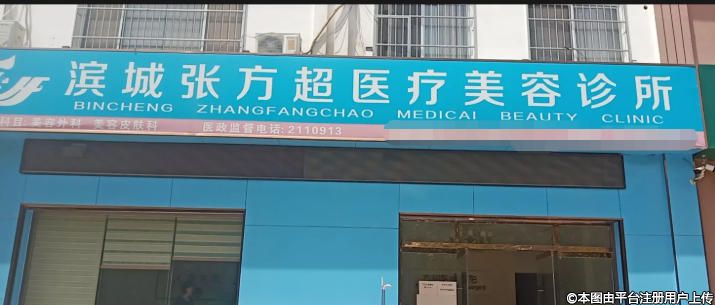 滨城张方超医疗美容诊所
BINCHENG ZHANGFANGCHAO MEDICAL BEAUTY CLINIC
科目: 美容外科 美容皮肤科 医政监督电话: 2110913
©本图由平台注册用户上传